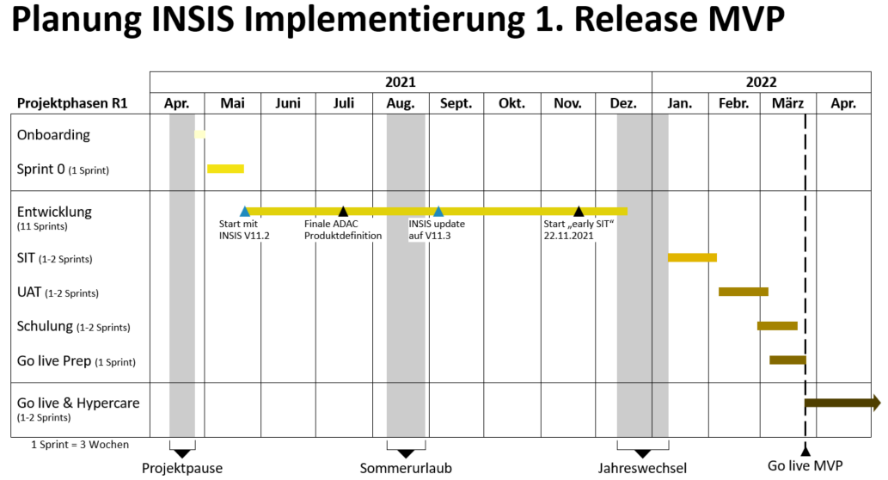 Planung INSIS Implementierung 1. Release MVP
2021 2022
Projektphasen R1 Apr. Mai Juni Juli Aug. Sept. Okt. Nov. Dez. Jan. Febr. März Apr.
Onboarding
Sprint 0 (1 Sprint)
Entwicklung
(11 Sprints)
Start mit
INSIS V11.2
Finale ADAC
Produktdefinition
INSIS update
auf V11.3
Start „early SIT“
22.11.2021
SIT (1-2 Sprints)
UAT (1-2 Sprints)
Schulung (1-2 Sprints)
Go live Prep (1 Sprint)
Go live & Hypercare
(1-2 Sprints)
1 Sprint = 3 Wochen
Projektpause Sommerurlaub Jahreswechsel Go live MVP